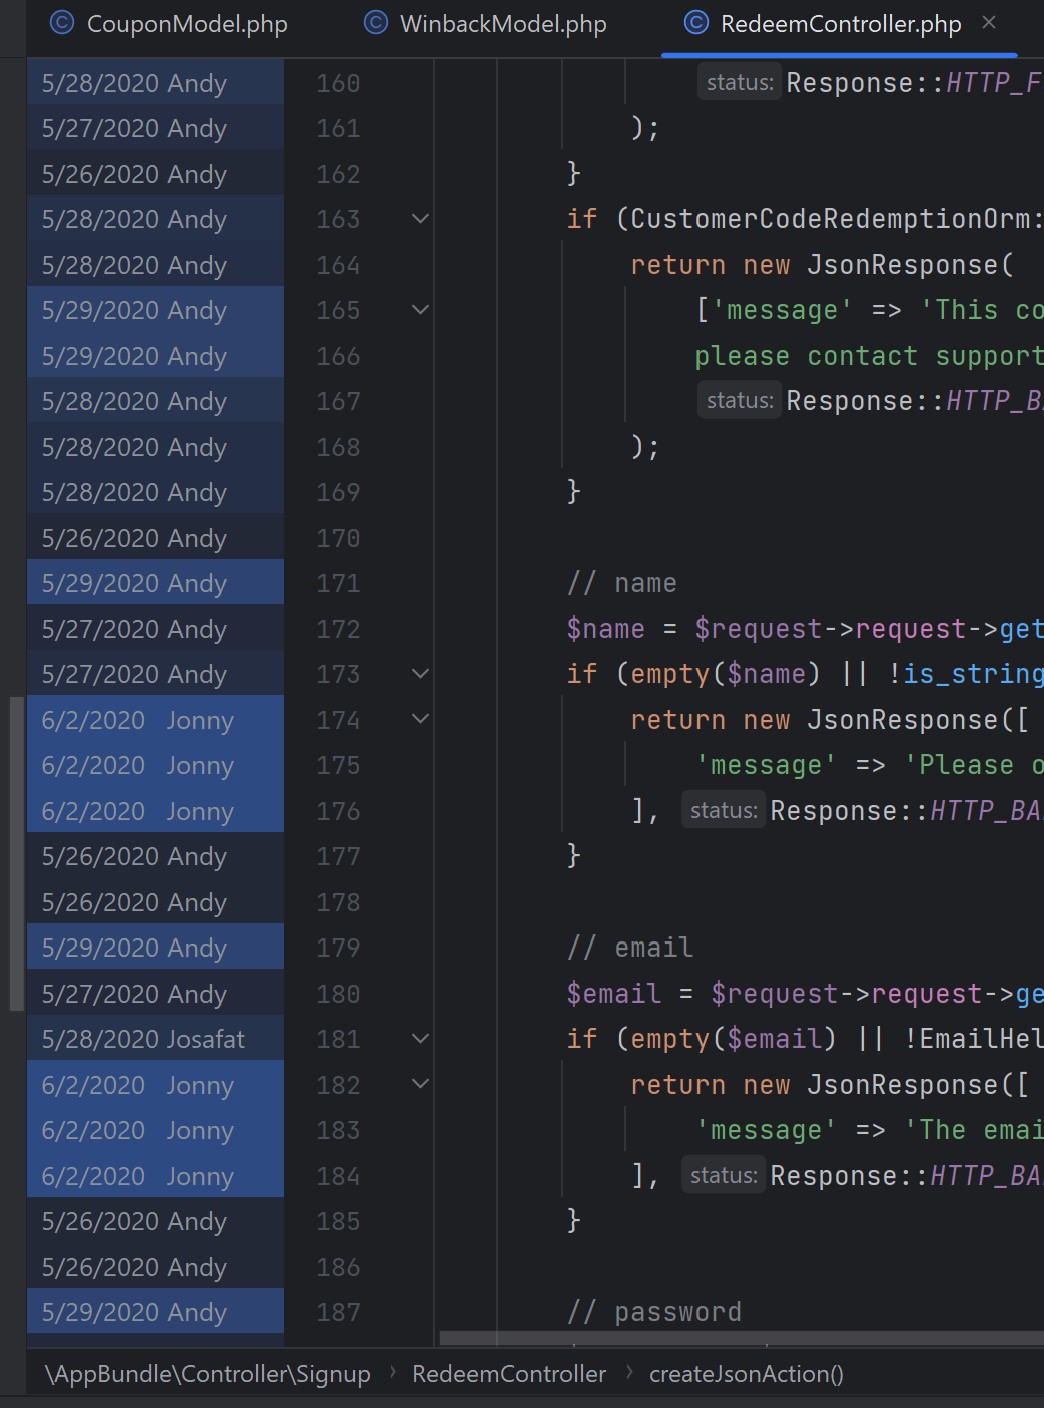 CouponModel.php WinbackModel.php RedeemController.php
5/28/2020 Andy 160 status: Response::HTTP_F
5/27/2020 Andy 161 );
5/26/2020 Andy 162 }
5/28/2020 Andy 163 if (CustomerCodeRedemptionOrm:
5/28/2020 Andy 164 return new JsonResponse(
5/29/2020 Andy 165 ['message' => 'This co
5/29/2020 Andy 166 please contact support
5/28/2020 Andy 167 status: Response::HTTP_BA
5/28/2020 Andy 168 );
5/28/2020 Andy 169 }
5/26/2020 Andy 170
5/29/2020 Andy 171 // name
5/27/2020 Andy 172 $name = $request->request->get
5/27/2020 Andy 173 if (empty($name) || !is_string
6/2/2020 Jonny 174 return new JsonResponse([
6/2/2020 Jonny 175 'message' => 'Please o
6/2/2020 Jonny 176 ], status: Response::HTTP_BA
5/26/2020 Andy 177 }
5/26/2020 Andy 178
5/29/2020 Andy 179 // email
5/27/2020 Andy 180 $email = $request->request->ge
5/28/2020 Josafat 181 if (empty($email) || !EmailHel
6/2/2020 Jonny 182 return new JsonResponse([
6/2/2020 Jonny 183 'message' => 'The emai
6/2/2020 Jonny 184 ], status: Response::HTTP_BA
5/26/2020 Andy 185 }
5/26/2020 Andy 186
5/29/2020 Andy 187 // password
\AppBundle\Controller\Signup › RedeemController › createJsonAction()